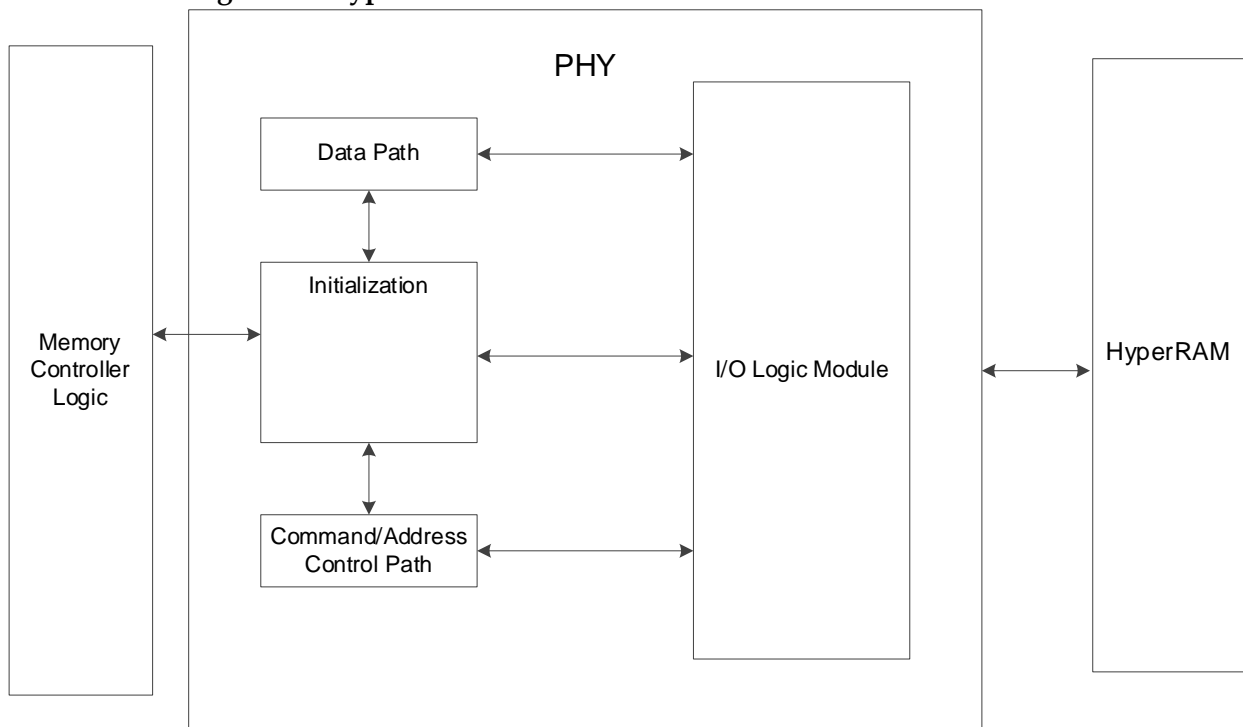 PHY
Data Path
Initialization
Memory
Controller
Logic
I/O Logic Module
HyperRAM
Command/Address
Control Path